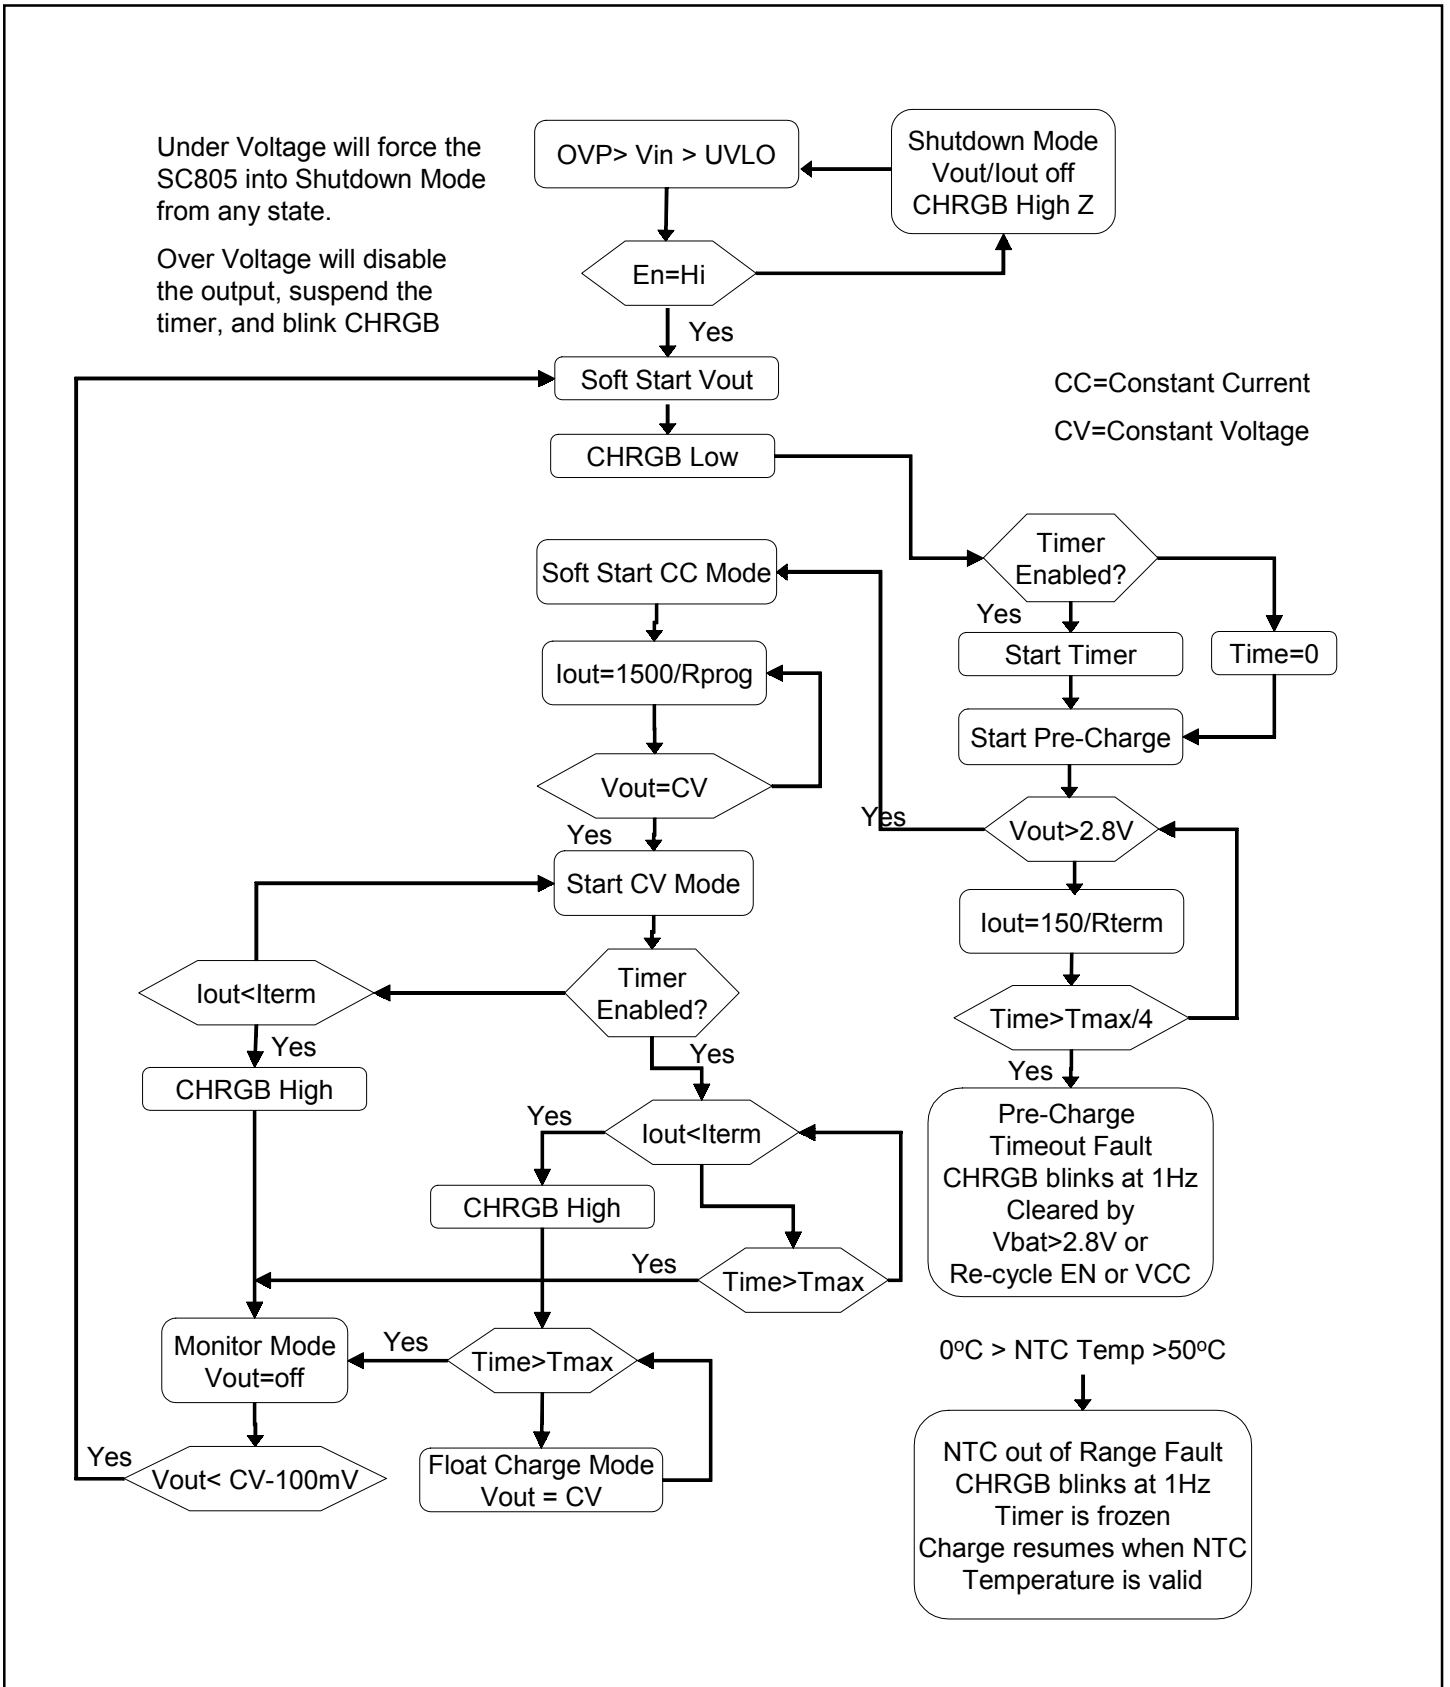 Under Voltage will force the
SC805 into Shutdown Mode
from any state.
Over Voltage will disable
the output, suspend the
timer, and blink CHRGB
OVP> Vin > UVLO
Shutdown Mode
Vout/Iout off
CHRGB High Z
En=Hi
Yes
Soft Start Vout
CHRGB Low
CC=Constant Current
CV=Constant Voltage
Timer
Enabled?
Yes
Start Timer
Time=0
Start Pre-Charge
Vout>2.8V
Yes
Iout=150/Rterm
Time>Tmax/4
Yes
Pre-Charge
Timeout Fault
CHRGB blinks at 1Hz
Cleared by
Vbat>2.8V or
Re-cycle EN or VCC
Soft Start CC Mode
Iout=1500/Rprog
Vout=CV
Yes
Start CV Mode
Timer
Enabled?
Yes
Iout<Iterm
Yes
CHRGB High
Iout<Iterm
Yes
CHRGB High
Time>Tmax
Yes
Time>Tmax
Yes
Monitor Mode
Vout=off
Float Charge Mode
Vout = CV
Vout< CV-100mV
Yes
0ºC > NTC Temp >50ºC
NTC out of Range Fault
CHRGB blinks at 1Hz
Timer is frozen
Charge resumes when NTC
Temperature is valid